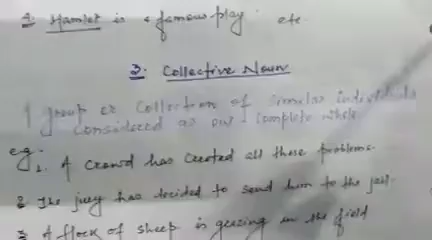 2. Hamlet is a famous play. etc.
3. Collective Noun
A group or collection of similar individuals
considered as one complete whole
e.g. 1. A crowd has created all these problems.
2. The jury has decided to send him to the jail.
3. A flock of sheep is grazing in the field